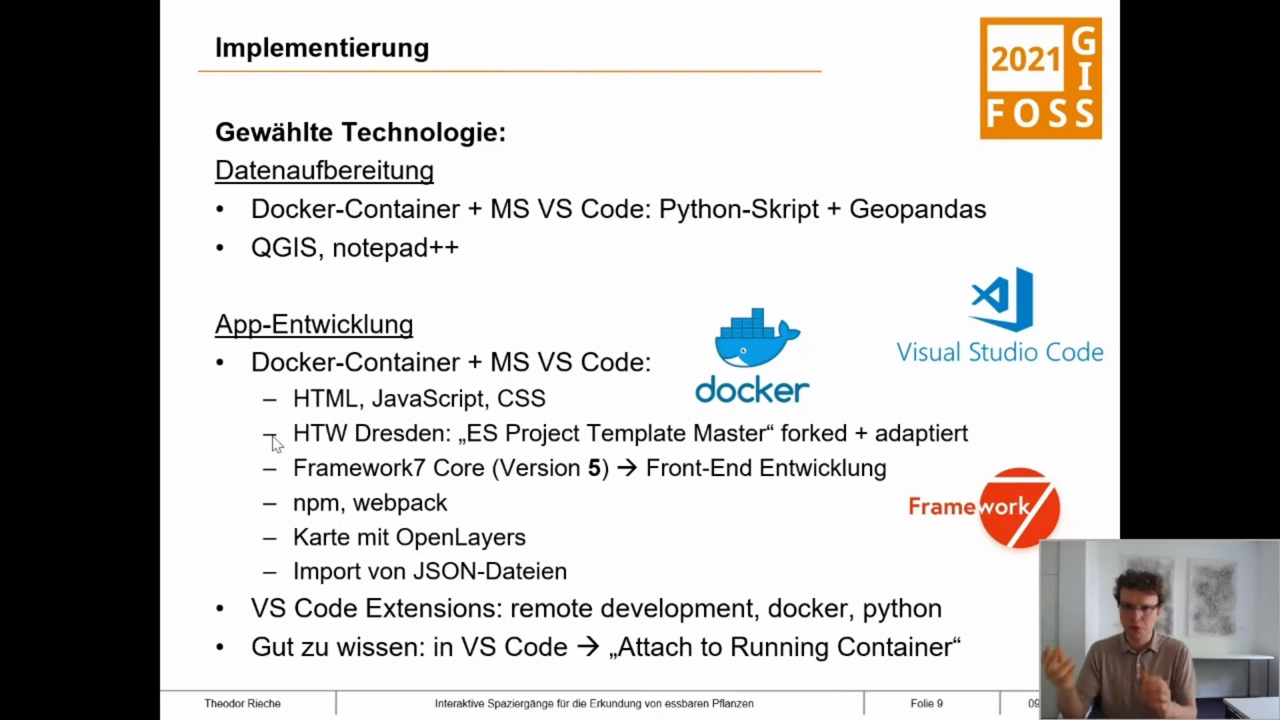 Implementierung
2021
GIS
FOSS
Gewählte Technologie:
Datenaufbereitung
• Docker-Container + MS VS Code: Python-Skript + Geopandas
• QGIS, notepad++
App-Entwicklung
• Docker-Container + MS VS Code:
– HTML, JavaScript, CSS
– HTW Dresden: „ES Project Template Master“ forked + adaptiert
– Framework7 Core (Version 5) → Front-End Entwicklung
– npm, webpack
– Karte mit OpenLayers
– Import von JSON-Dateien
• VS Code Extensions: remote development, docker, python
• Gut zu wissen: in VS Code → „Attach to Running Container“
docker
Visual Studio Code
Framework 7
Theodor Rieche
Interaktive Spaziergänge für die Erkundung von essbaren Pflanzen
Folie 9